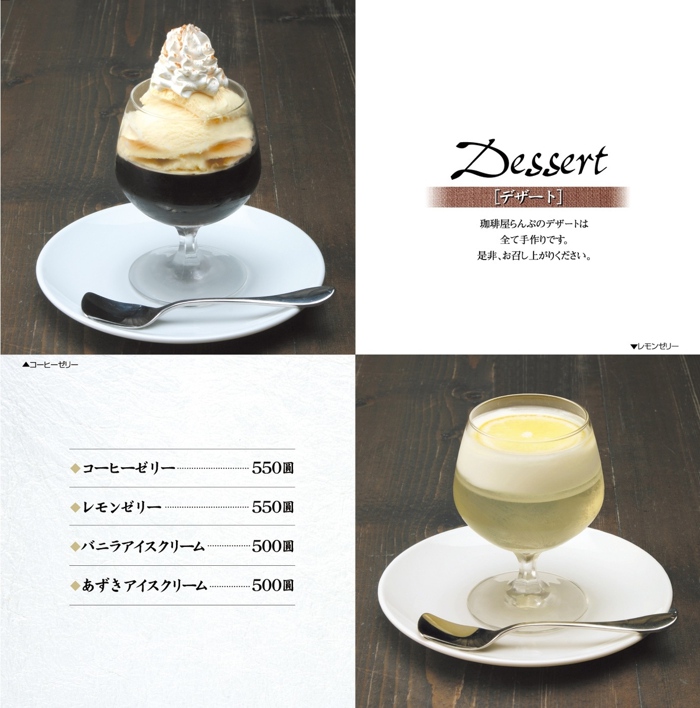 Dessert
[デザート]
珈琲屋らんぷのデザートは
全て手作りです。
是非、お召し上がりください。
▼レモンゼリー
▲コーヒーゼリー
◆コーヒーゼリー 550圓
◆レモンゼリー 550圓
◆バニラアイスクリーム 500圓
◆あずきアイスクリーム 500圓